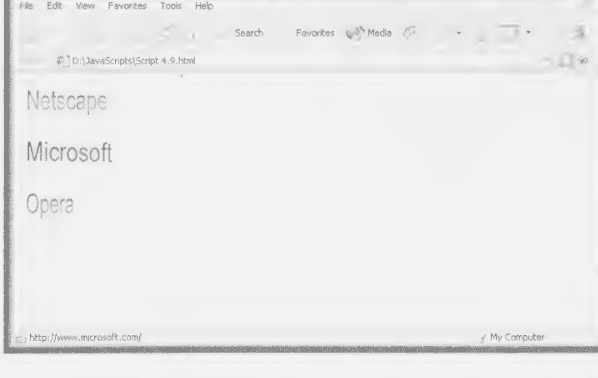 File Edit View Favorites Tools Help
Search Favorites Media
D:\JavaScripts\Script 4.9.html
Netscape
Microsoft
Opera
http://www.microsoft.com/ My Computer